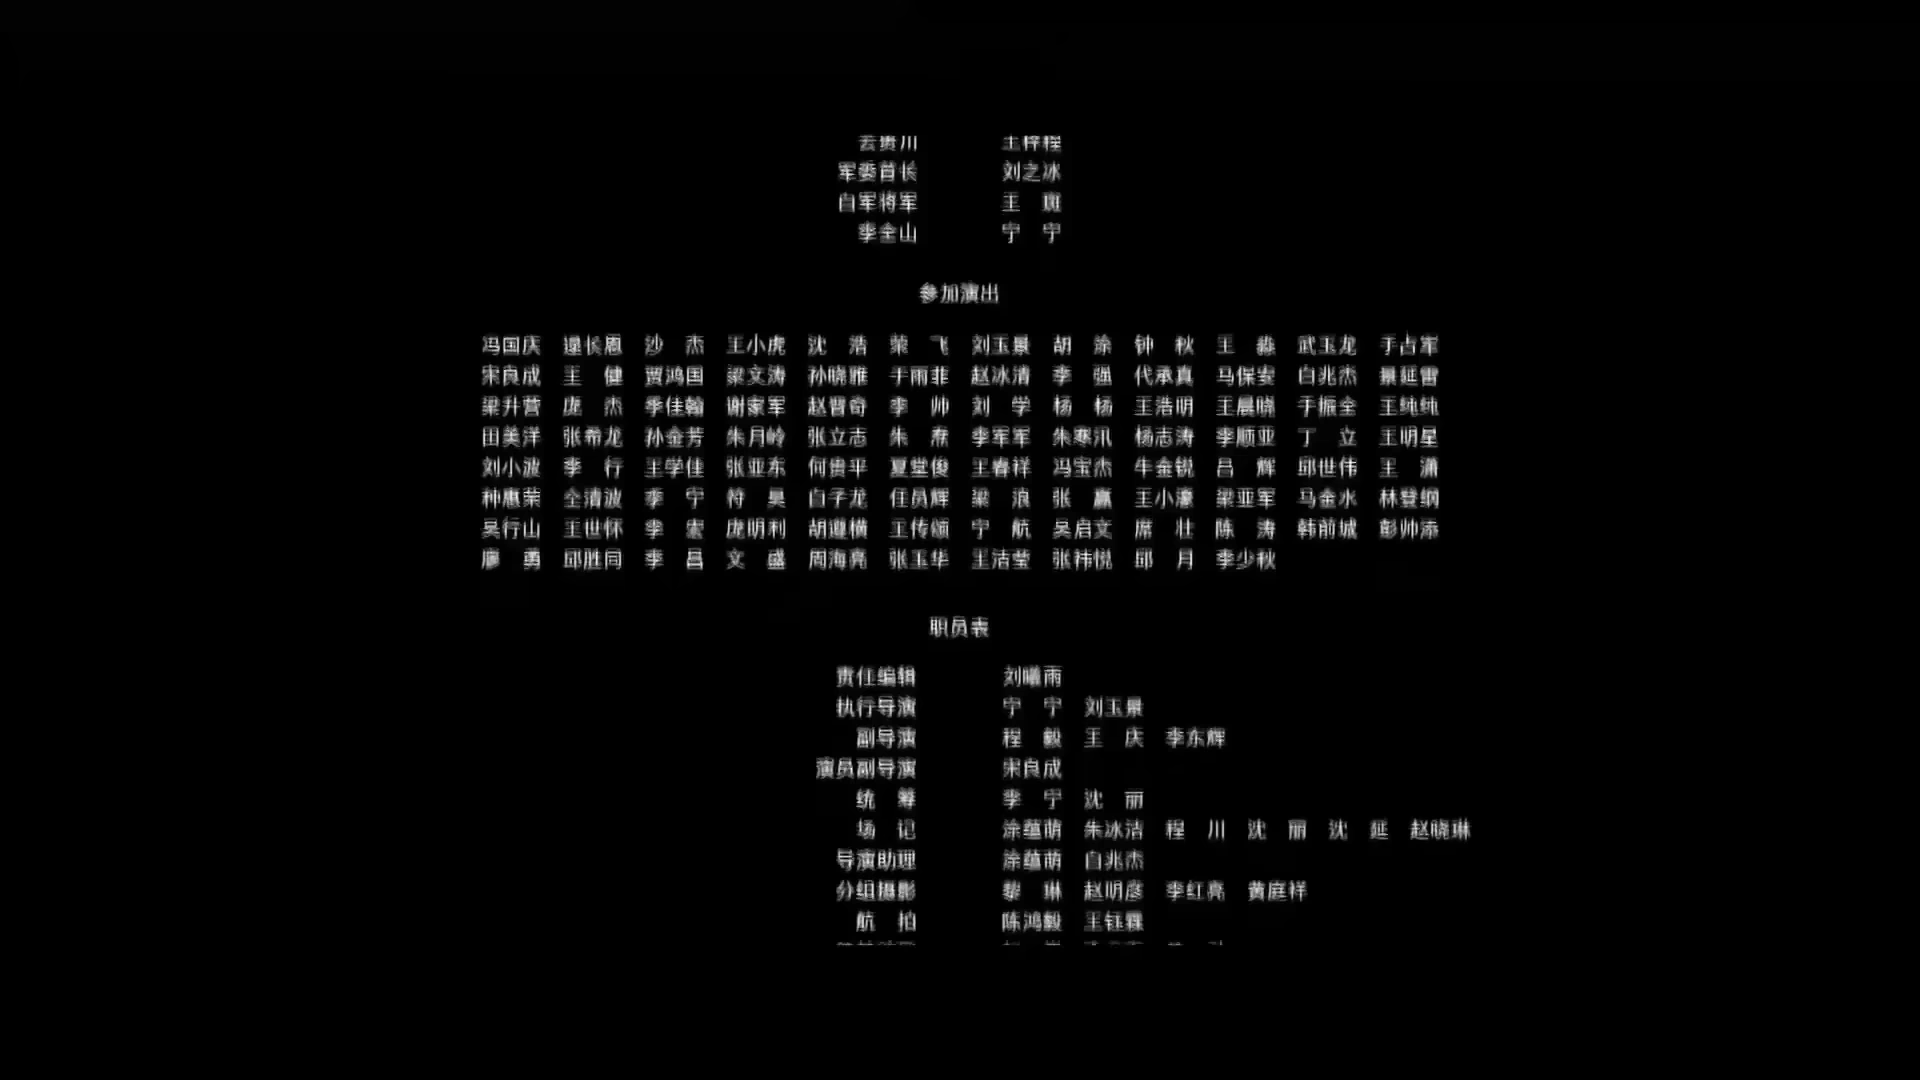 云贵川 王梓程
军委首长 刘之冰
白军将军 王 斑
李全山 宁 宁
参加演出
冯国庆 逯长恩 沙 杰 王小虎 沈 浩 荣 飞 刘玉景 胡 涂 钟 秋 王 淼 武玉龙 于占军
宋良成 王 健 贾鸿国 梁文涛 孙晓雅 于雨菲 赵冰清 李 强 代承真 马保安 白兆杰 景延雷
梁升营 庞 杰 季佳翰 谢家军 赵晋奇 李 帅 刘 学 杨 杨 王浩明 王晨晓 于振全 王纯纯
田美洋 张希龙 孙金芳 朱月岭 张立志 朱 李军军 朱寒汛 杨志涛 李顺亚 丁 立 王明星
刘小波 李 行 王学佳 张亚东 何贵平 夏堂俊 王春祥 冯宝杰 牛金锐 吕 辉 邱世伟 王 潇
种惠荣 仝清波 李 宁 符 昊 白子龙 任员辉 梁 浪 张 赢 王小濛 梁亚军 马金水 林登纲
吴行山 王世怀 李 宏 庞明利 胡遵横 王传颂 宁 航 吴启文 席 壮 陈 涛 韩前城 彭帅添
廖 勇 邱胜同 李 昌 文 盛 周海亮 张玉华 王洁莹 张祎悦 邱 月 李少秋
职员表
责任编辑 刘曦雨
执行导演 宁 宁 刘玉景
副导演 程 毅 王 庆 李东辉
演员副导演 宋良成
统 筹 李 宁 沈 丽
场 记 涂蕴萌 朱冰洁 程 川 沈 丽 沈 延 赵晓琳
导演助理 涂蕴萌 白兆杰
分组摄影 黎 琳 赵明彦 李红亮 黄庭祥
航 拍 陈鸿毅 王钰霖